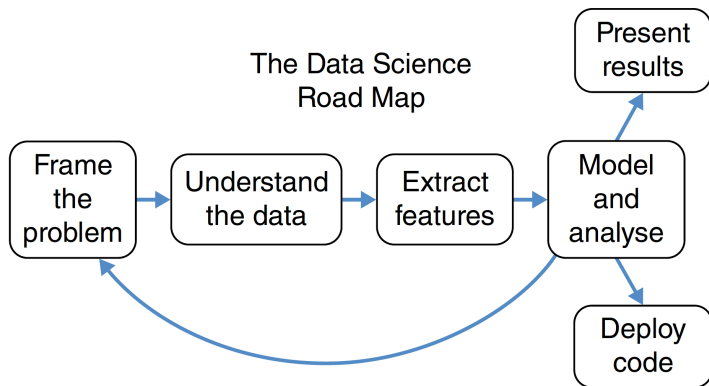 The Data Science
Road Map
Frame
the
problem
Understand
the data
Extract
features
Model
and
analyse
Present
results
Deploy
code